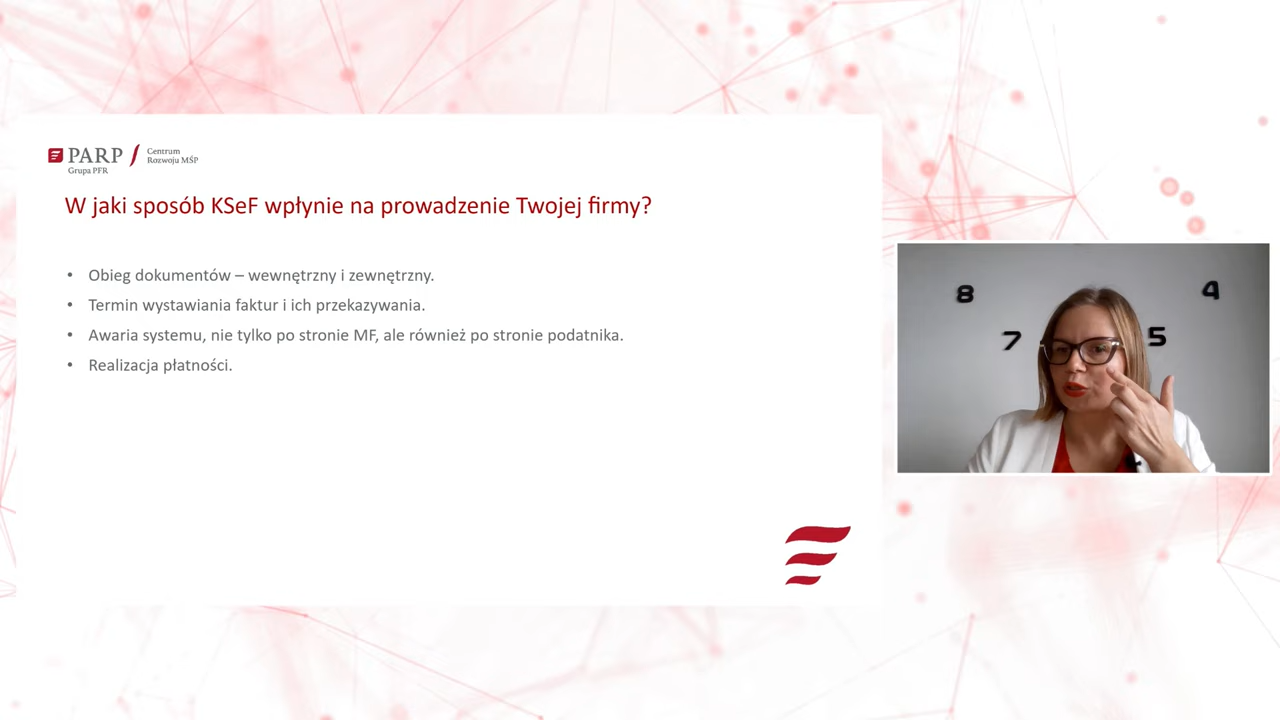 PARP
Grupa PFR
Centrum
Rozwoju MŚP
W jaki sposób KSeF wpłynie na prowadzenie Twojej firmy?
• Obieg dokumentów – wewnętrzny i zewnętrzny.
• Termin wystawiania faktur i ich przekazywania.
• Awaria systemu, nie tylko po stronie MF, ale również po stronie podatnika.
• Realizacja płatności.
8
4
7
5